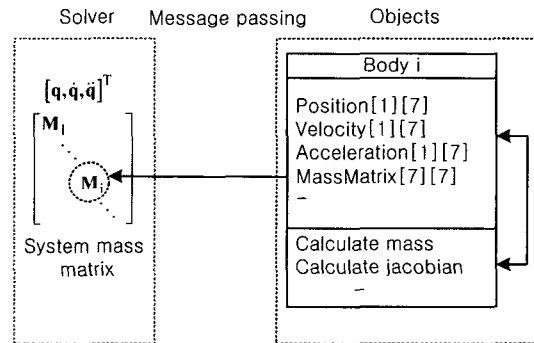 Solver Message passing Objects
[q, q̇, q̈]ᵀ
M₁
Mᵢ
System mass
matrix
Body i
Position[1][7]
Velocity[1][7]
Acceleration[1][7]
MassMatrix[7][7]
–
Calculate mass
Calculate jacobian
–